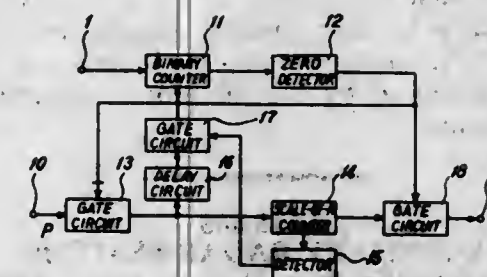 1
11
12
BINARY
COUNTER
ZERO
DETECTOR
17
GATE
CIRCUIT
10
13
16
14
18
DELAY
CIRCUIT
P
GATE
CIRCUIT
SCALE-OF-N
COUNTER
GATE
CIRCUIT
DETECTOR
15